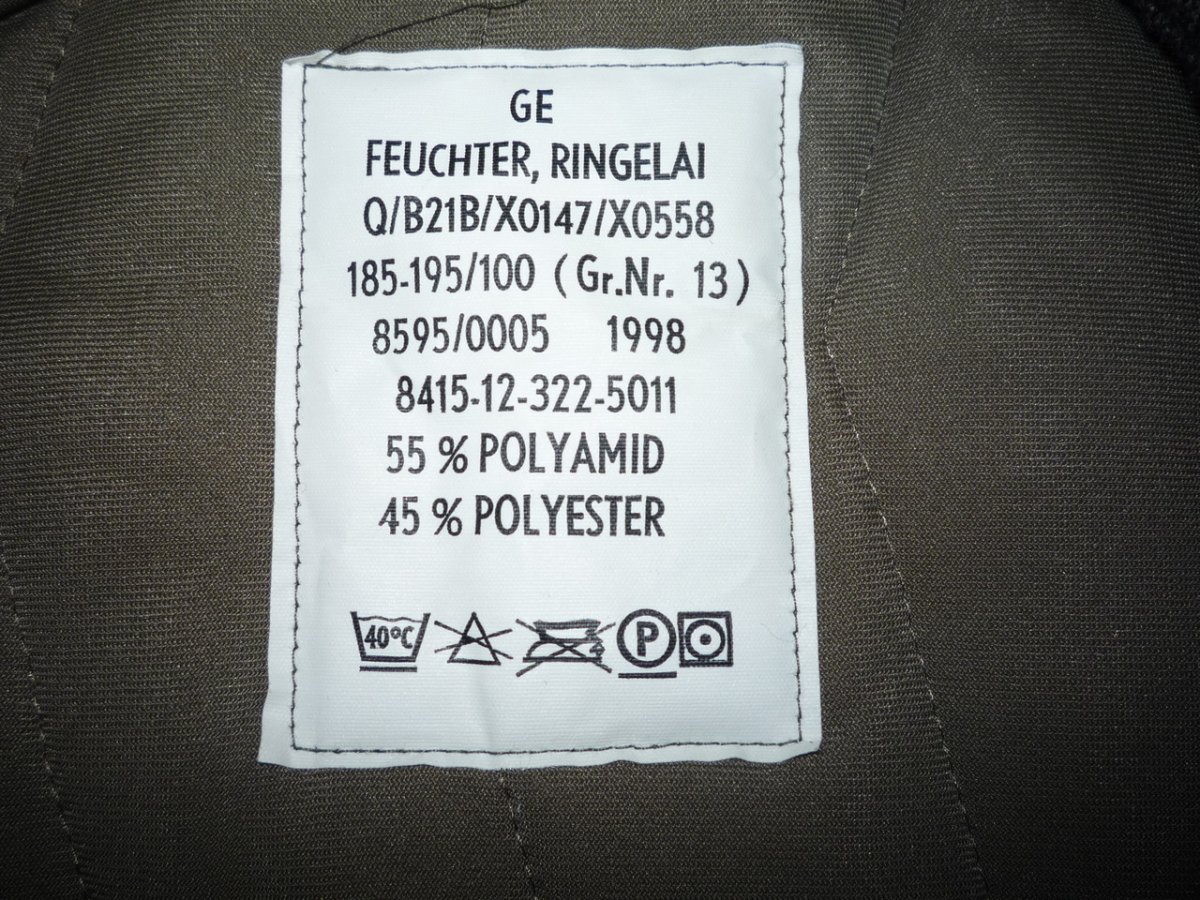 GE
FEUCHTER, RINGELAI
Q/B21B/X0147/X0558
185-195/100 (Gr.Nr. 13)
8595/0005 1998
8415-12-322-5011
55 % POLYAMID
45 % POLYESTER
40°C P